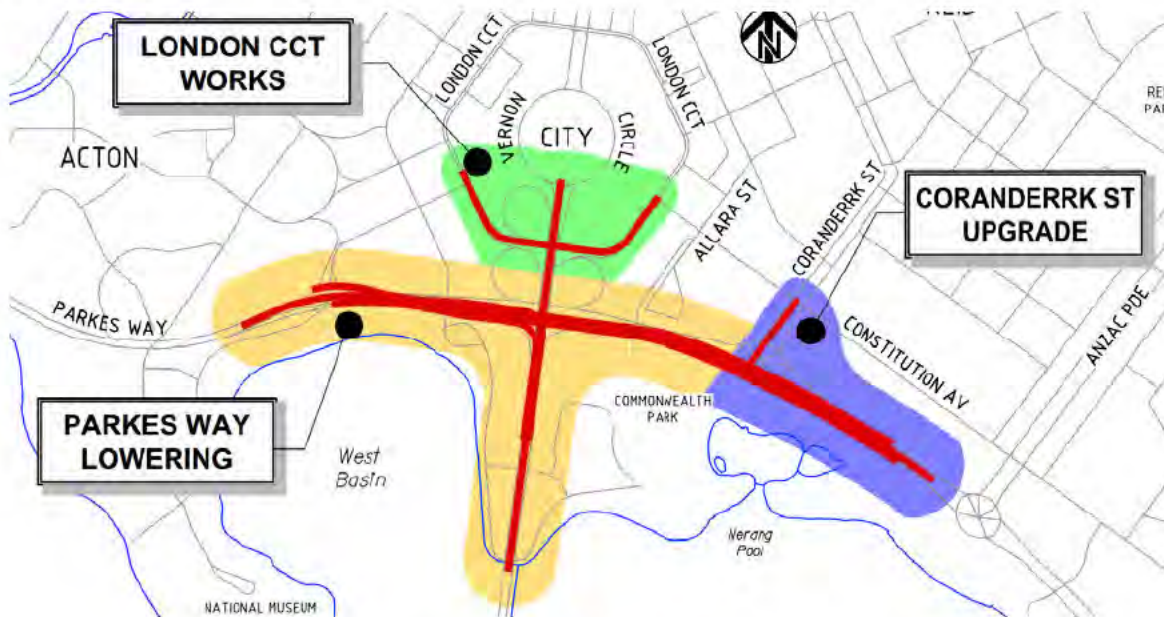 LONDON CCT
WORKS
LONDON CCT
LONDON CCT
VERNON
CITY
CIRCLE
N
REID
ACTON
ALLARA ST
CORANDERRK ST
CORANDERRK ST
UPGRADE
PARKES WAY
CONSTITUTION AV
ANZAC PDE
COMMONWEALTH
PARK
PARKES WAY
LOWERING
West
Basin
Nerang
Pool
NATIONAL MUSEUM